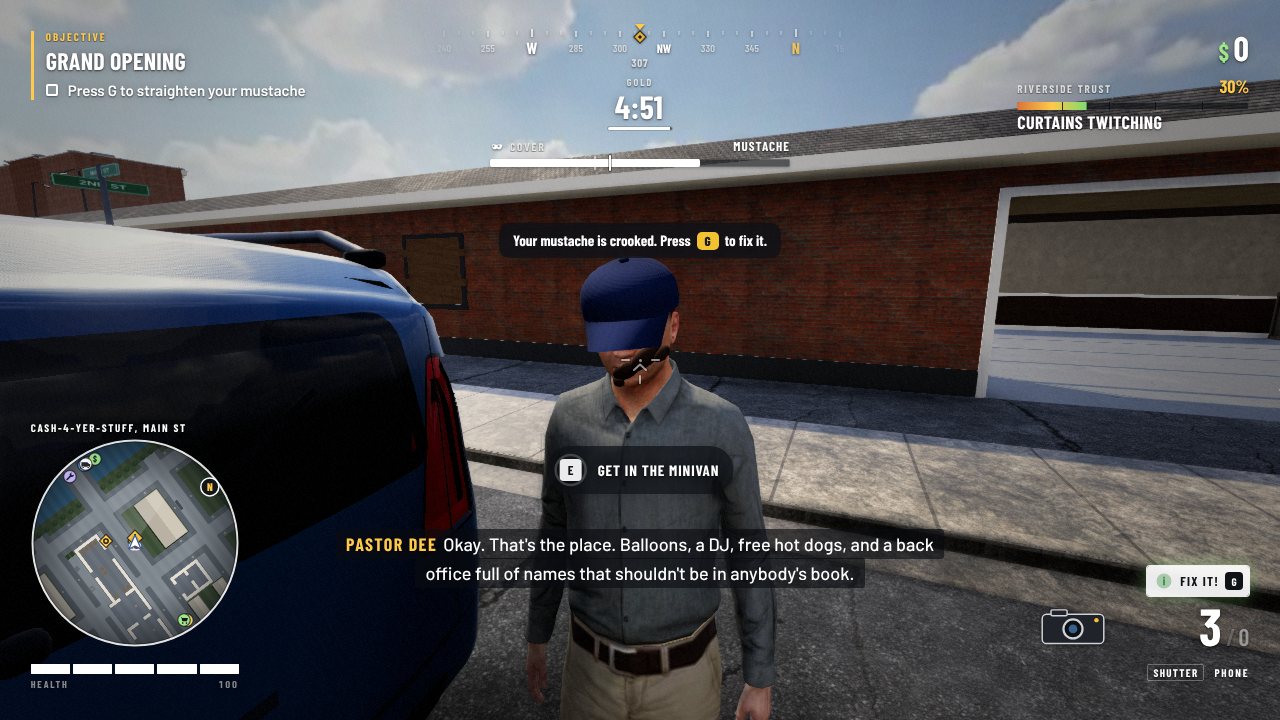 OBJECTIVE
GRAND OPENING
Press G to straighten your mustache
240 255 W 285 300 NW 330 345 N 15
307
GOLD
4:51
COVER MUSTACHE
$0
RIVERSIDE TRUST 30%
CURTAINS TWITCHING
2ND ST
Your mustache is crooked. Press G to fix it.
E GET IN THE MINIVAN
CASH-4-YER-STUFF, MAIN ST
N
PASTOR DEE Okay. That's the place. Balloons, a DJ, free hot dogs, and a back
office full of names that shouldn't be in anybody's book.
FIX IT! G
3 / 0
SHUTTER PHONE
HEALTH 100